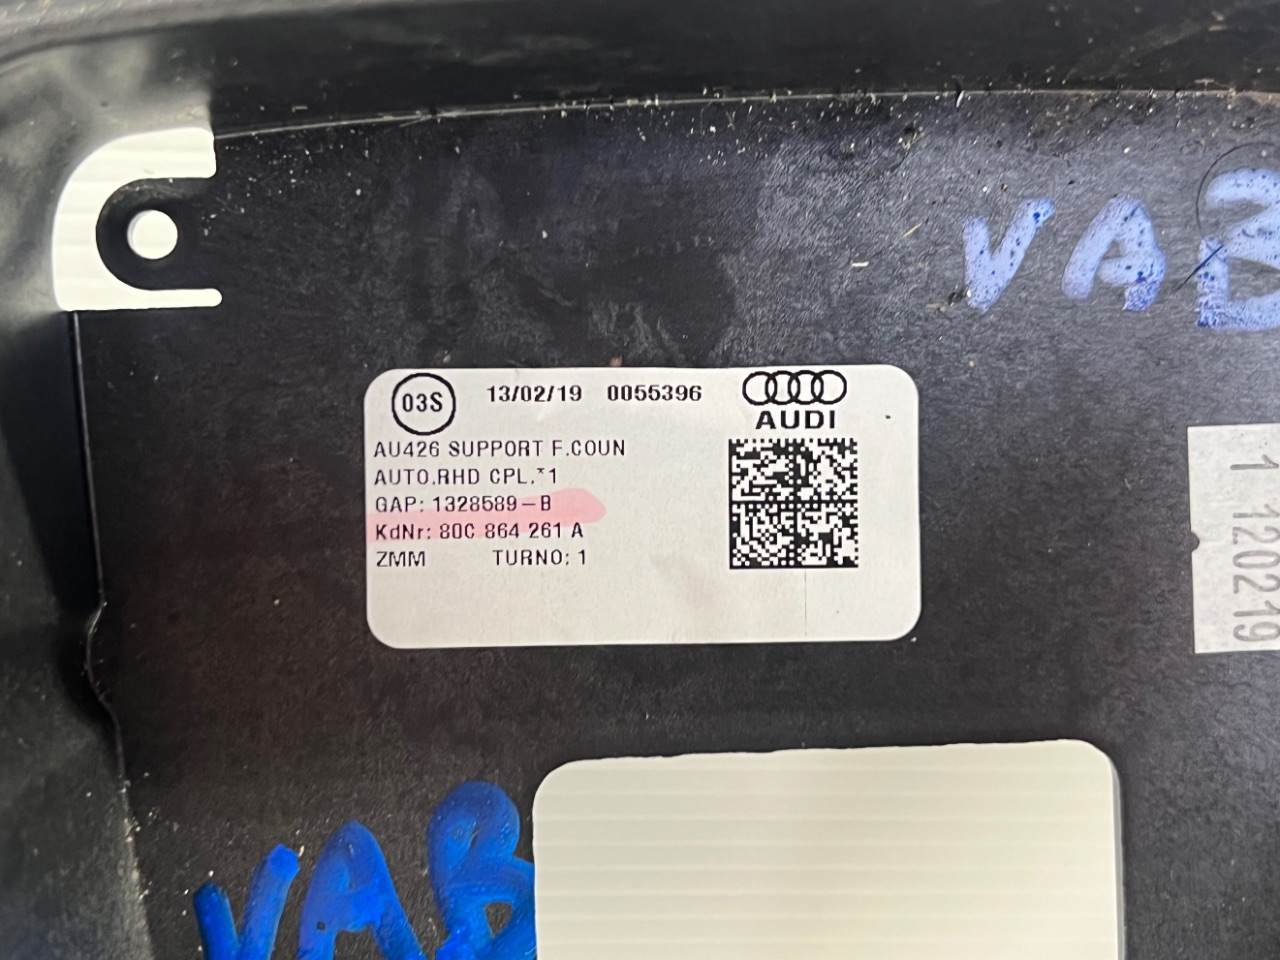 VAB
03S 13/02/19 0055396
AUDI
AU426 SUPPORT F.COUN
AUTO.RHD CPL.*1
GAP: 1328589-B
KdNr: 80C 864 261 A
ZMM TURNO: 1
1 120219
VAB